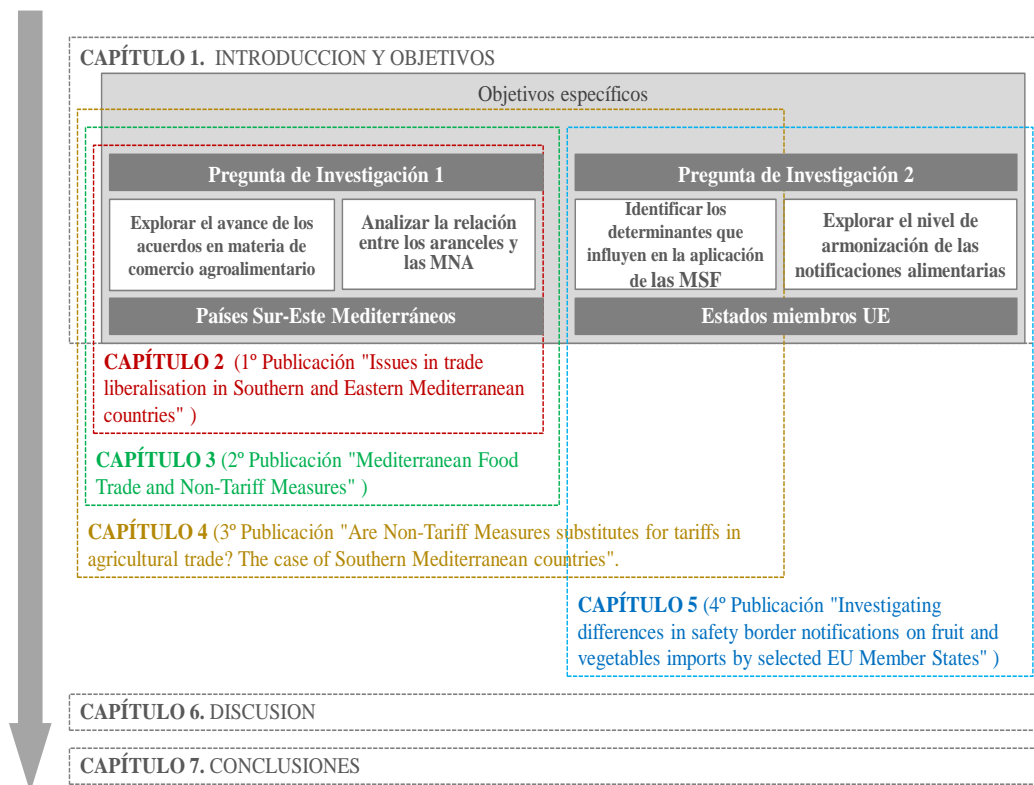 CAPÍTULO 1. INTRODUCCION Y OBJETIVOS
Objetivos específicos
Pregunta de Investigación 1
Explorar el avance de los
acuerdos en materia de
comercio agroalimentario
Analizar la relación
entre los aranceles y
las MNA
Países Sur-Este Mediterráneos
Pregunta de Investigación 2
Identificar los
determinantes que
influyen en la aplicación
de las MSF
Explorar el nivel de
armonización de las
notificaciones alimentarias
Estados miembros UE
CAPÍTULO 2 (1º Publicación "Issues in trade
liberalisation in Southern and Eastern Mediterranean
countries" )
CAPÍTULO 3 (2º Publicación "Mediterranean Food
Trade and Non-Tariff Measures" )
CAPÍTULO 4 (3º Publicación "Are Non-Tariff Measures substitutes for tariffs in
agricultural trade? The case of Southern Mediterranean countries".
CAPÍTULO 5 (4º Publicación "Investigating
differences in safety border notifications on fruit and
vegetables imports by selected EU Member States" )
CAPÍTULO 6. DISCUSION
CAPÍTULO 7. CONCLUSIONES